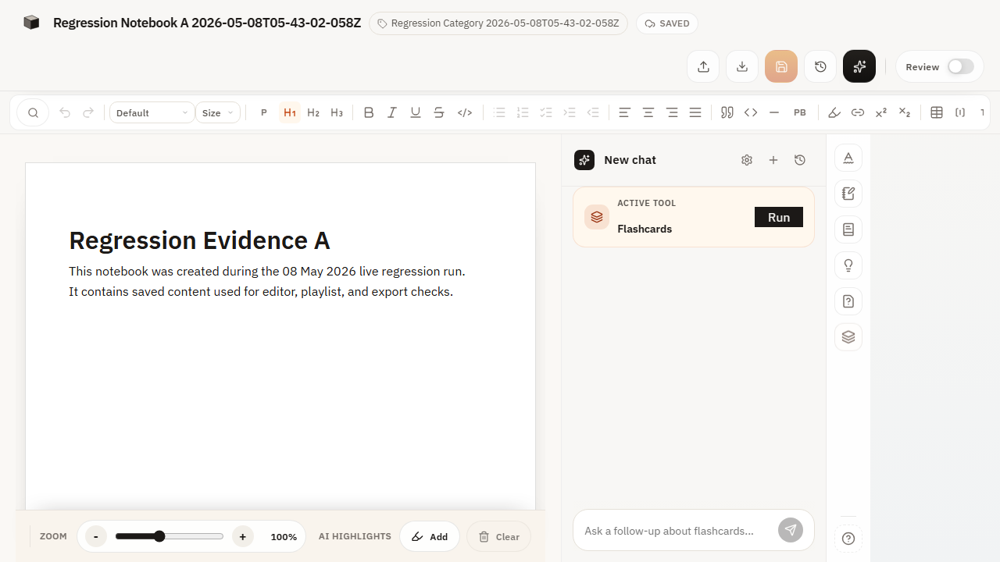 Regression Notebook A 2026-05-08T05-43-02-058Z
Regression Category 2026-05-08T05-43-02-058Z
SAVED
Review
Default
Size
P
H1
H2
H3
B
I
U
S
</>
PB
x²
x₂
Regression Evidence A
This notebook was created during the 08 May 2026 live regression run.
It contains saved content used for editor, playlist, and export checks.
New chat
ACTIVE TOOL
Flashcards
Run
Ask a follow-up about flashcards...
ZOOM
-
+
100%
AI HIGHLIGHTS
Add
Clear